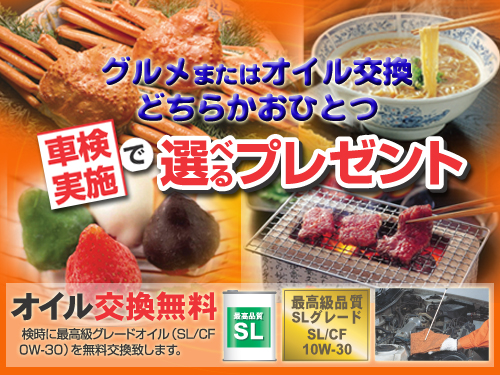 グルメまたはオイル交換
どちらかおひとつ
車検
実施
で
選べる
プレゼント
オイル交換無料
検時に最高級グレードオイル(SL/CF
0W-30)を無料交換致します。
最高品質
SL
最高級品質
SLグレード
SL/CF
10W-30